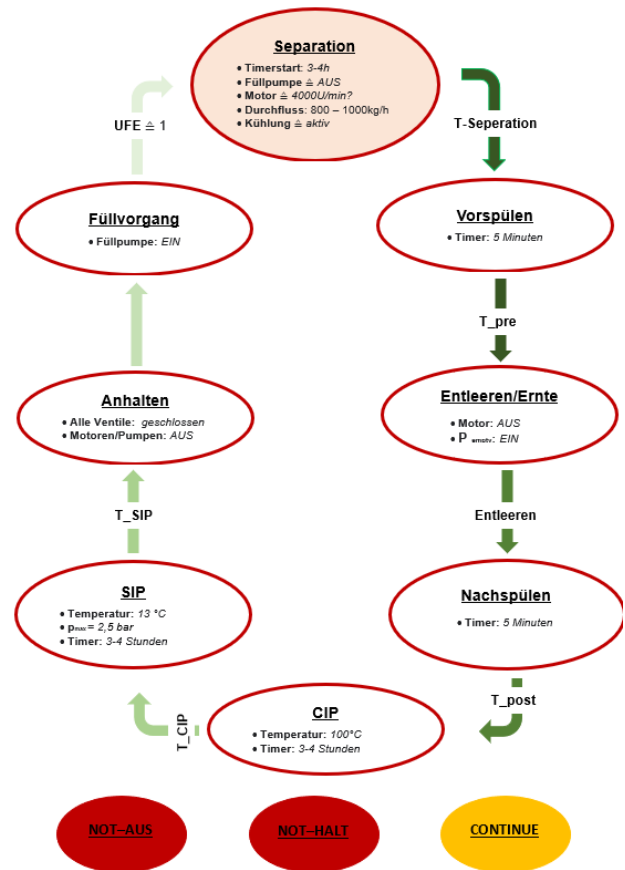 Separation
• Timerstart: 3-4h
• Füllpumpe ≙ AUS
• Motor ≙ 4000U/min?
• Durchfluss: 800 – 1000kg/h
• Kühlung ≙ aktiv
T-Seperation
Vorspülen
• Timer: 5 Minuten
T_pre
Entleeren/Ernte
• Motor: AUS
• P emptv: EIN
Entleeren
Nachspülen
• Timer: 5 Minuten
T_post
CIP
• Temperatur: 100°C
• Timer: 3-4 Stunden
T_CIP
SIP
• Temperatur: 13 °C
• pmax = 2,5 bar
• Timer: 3-4 Stunden
T_SIP
Anhalten
• Alle Ventile: geschlossen
• Motoren/Pumpen: AUS
Füllvorgang
• Füllpumpe: EIN
UFE ≙ 1
NOT–AUS
NOT–HALT
CONTINUE